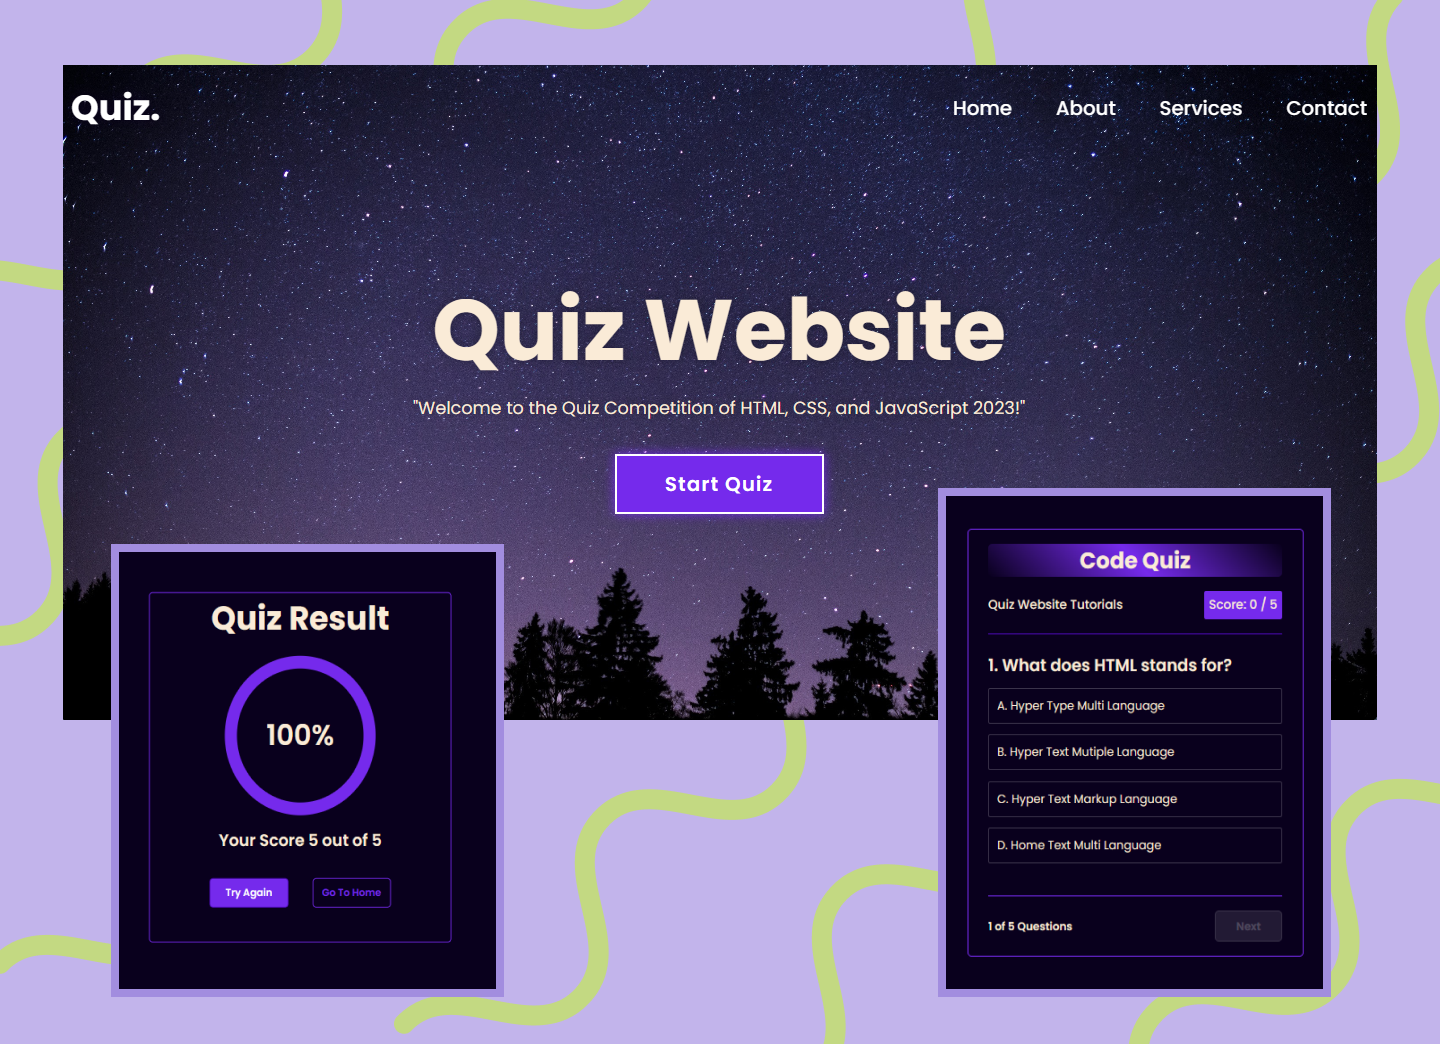 Quiz.
Home About Services Contact
Quiz Website
"Welcome to the Quiz Competition of HTML, CSS, and JavaScript 2023!"
Start Quiz
Quiz Result
100%
Your Score 5 out of 5
Try Again Go To Home
Code Quiz
Quiz Website Tutorials Score: 0 / 5
1. What does HTML stands for?
A. Hyper Type Multi Language
B. Hyper Text Mutiple Language
C. Hyper Text Markup Language
D. Home Text Multi Language
1 of 5 Questions Next